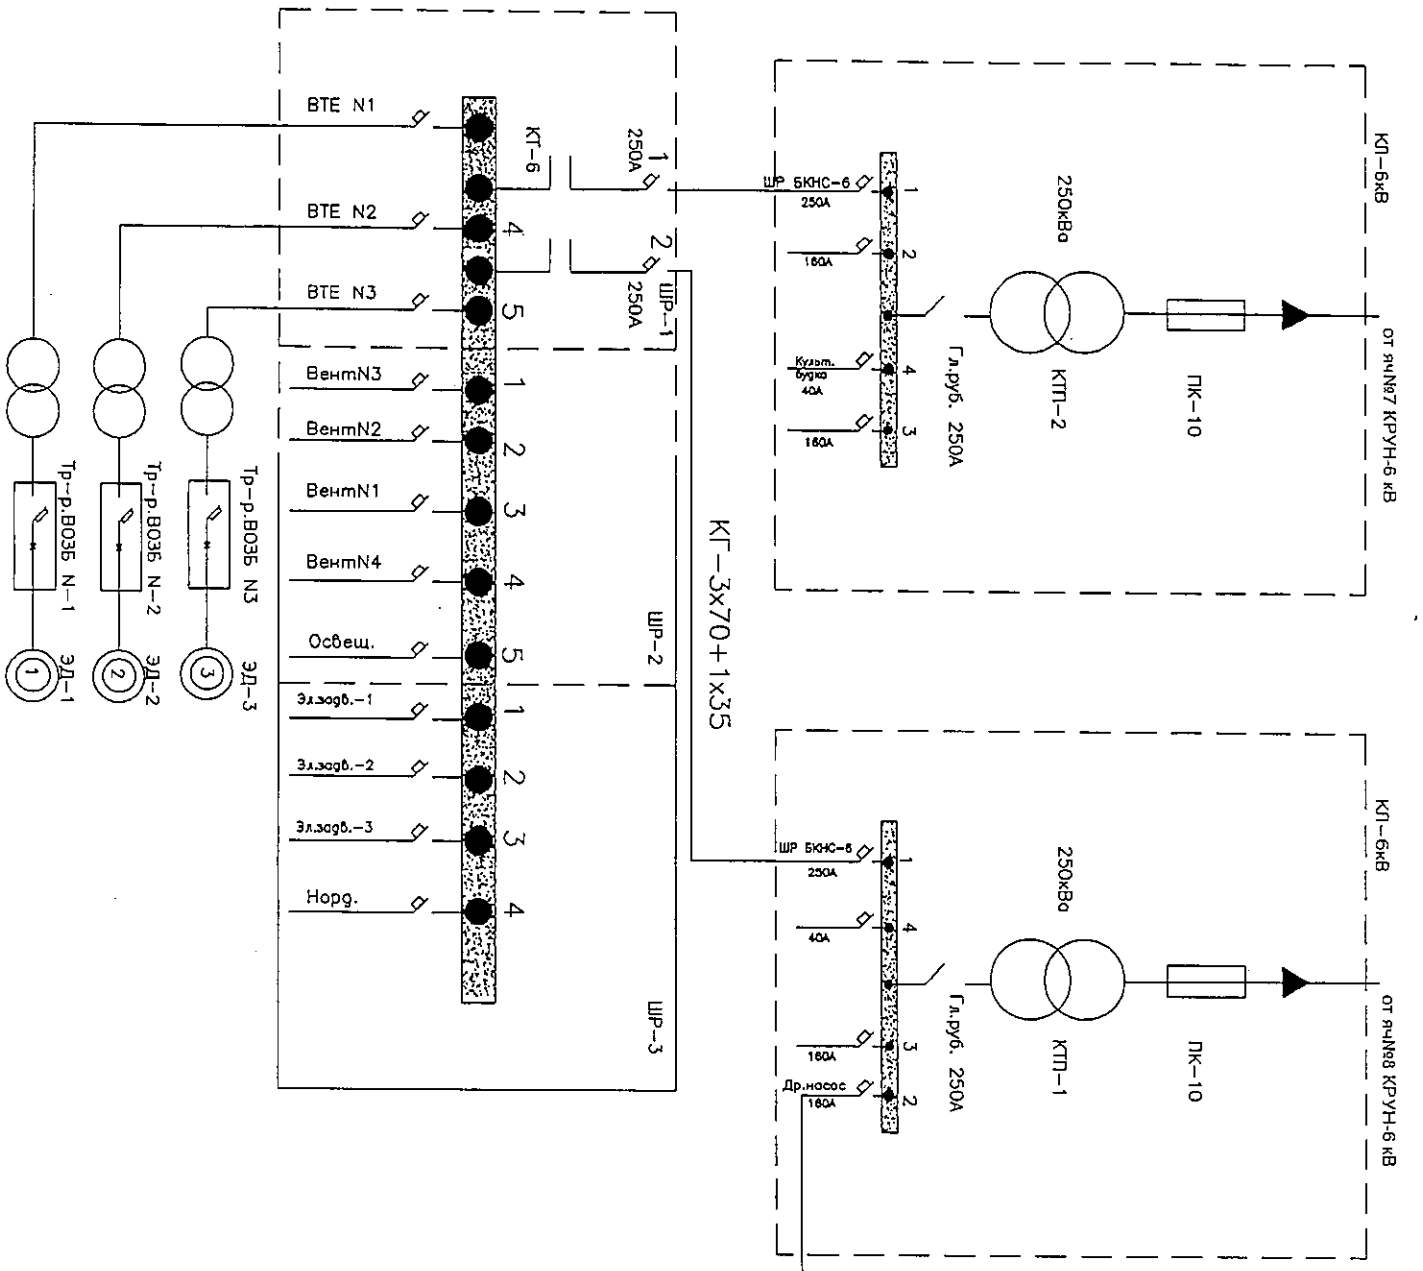 КЛ-6кВ
от яч№7 КРУН-6 кВ
250кВа
КТП-2
ПК-10
Гл.руб. 250А
ШР БКНС-6
250А
1
160А
2
Культ.
будка
40А
4
160А
3
КЛ-6кВ
от яч№8 КРУН-6 кВ
250кВа
КТП-1
ПК-10
Гл.руб. 250А
ШР БКНС-6
250А
1
40А
4
160А
3
Др.насос
160А
2
КГ-3х70+1х35
ШР-1
1
250А
2
250А
КТ-6
ВТЕ N1
ВТЕ N2
4
ВТЕ N3
5
ШР-2
ВентN3
1
ВентN2
2
ВентN1
3
ВентN4
4
Освещ.
5
ШР-3
Эл.задв.-1
1
Эл.задв.-2
2
Эл.задв.-3
3
Норд.
4
Тр-р.ВОЗБ N-1
Тр-р.ВОЗБ N-2
Тр-р.ВОЗБ N3
ЭД-1
1
ЭД-2
2
ЭД-3
3